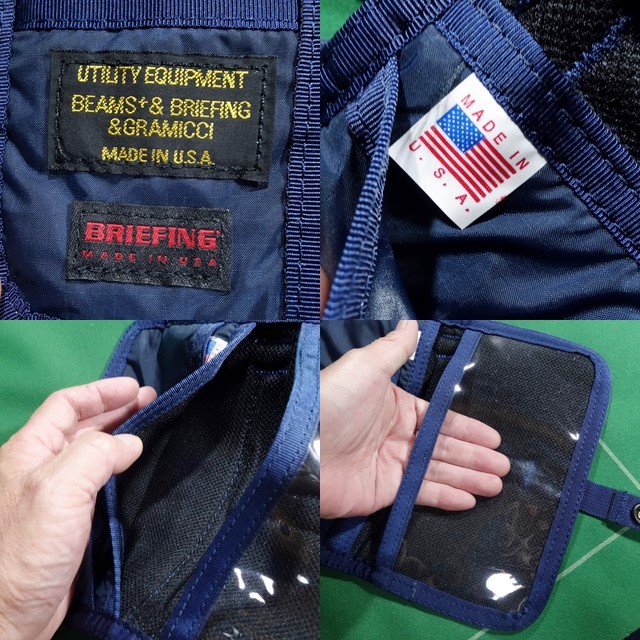 UTILITY EQUIPMENT
BEAMS+ & BRIEFING
&GRAMICCI
MADE IN U.S.A.
BRIEFING
MADE IN USA
MADE IN
U.S.A.